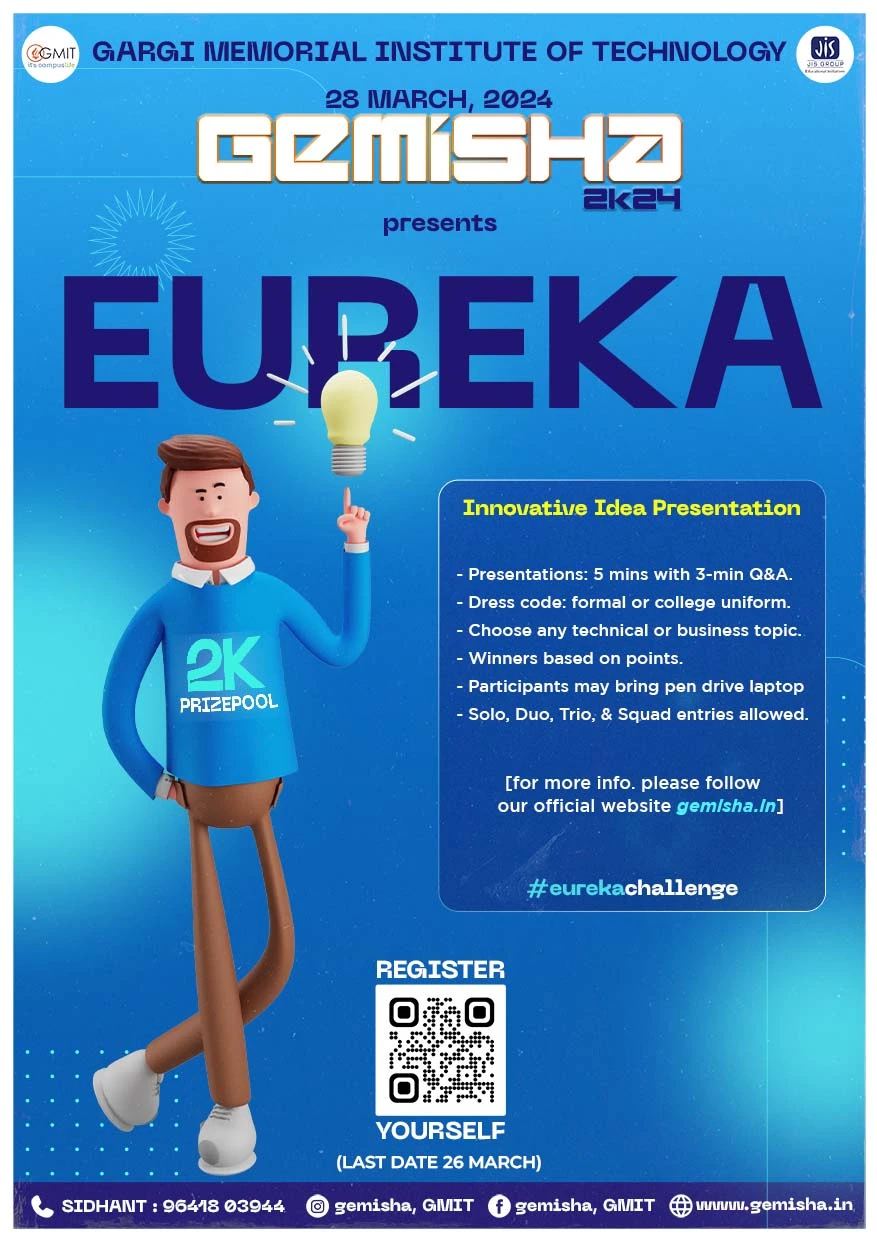 GMIT
it's campuslife
GARGI MEMORIAL INSTITUTE OF TECHNOLOGY
JIS
JIS GROUP
Educational Initiatives
28 MARCH, 2024
GEMISHA
2K24
presents
EUREKA
2K
PRIZEPOOL
Innovative Idea Presentation
- Presentations: 5 mins with 3-min Q&A.
- Dress code: formal or college uniform.
- Choose any technical or business topic.
- Winners based on points.
- Participants may bring pen drive laptop
- Solo, Duo, Trio, & Squad entries allowed.
[for more info. please follow
our official website gemisha.in]
#eurekachallenge
REGISTER
YOURSELF
(LAST DATE 26 MARCH)
SIDHANT : 96418 03944 gemisha, GMIT gemisha, GMIT www.gemisha.in